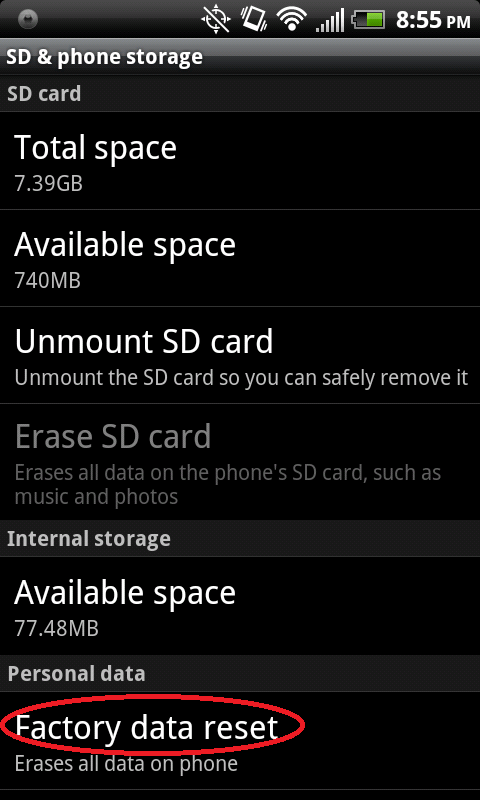 8:55 PM
SD & phone storage
SD card
Total space
7.39GB
Available space
740MB
Unmount SD card
Unmount the SD card so you can safely remove it
Erase SD card
Erases all data on the phone's SD card, such as
music and photos
Internal storage
Available space
77.48MB
Personal data
Factory data reset
Erases all data on phone